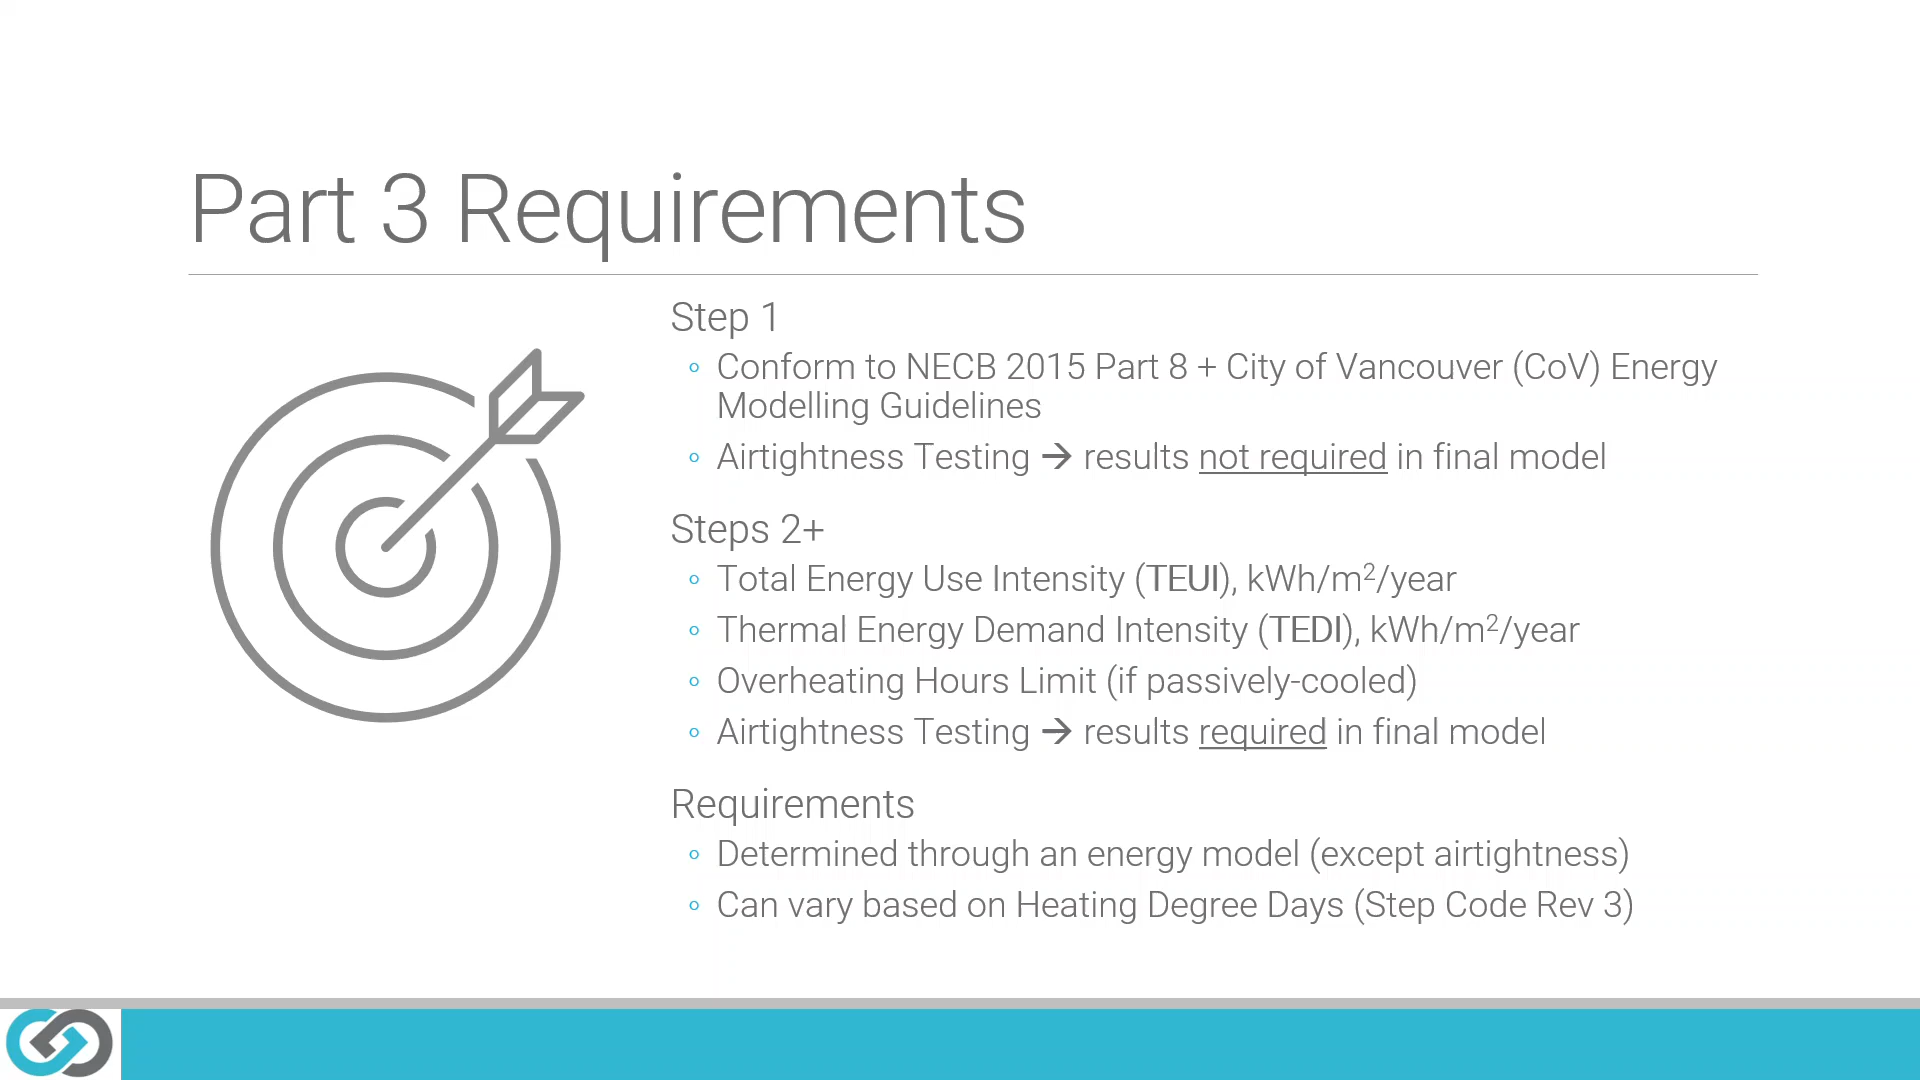 Part 3 Requirements
Step 1
◦ Conform to NECB 2015 Part 8 + City of Vancouver (CoV) Energy
Modelling Guidelines
◦ Airtightness Testing → results not required in final model
Steps 2+
◦ Total Energy Use Intensity (TEUI), kWh/m²/year
◦ Thermal Energy Demand Intensity (TEDI), kWh/m²/year
◦ Overheating Hours Limit (if passively-cooled)
◦ Airtightness Testing → results required in final model
Requirements
◦ Determined through an energy model (except airtightness)
◦ Can vary based on Heating Degree Days (Step Code Rev 3)